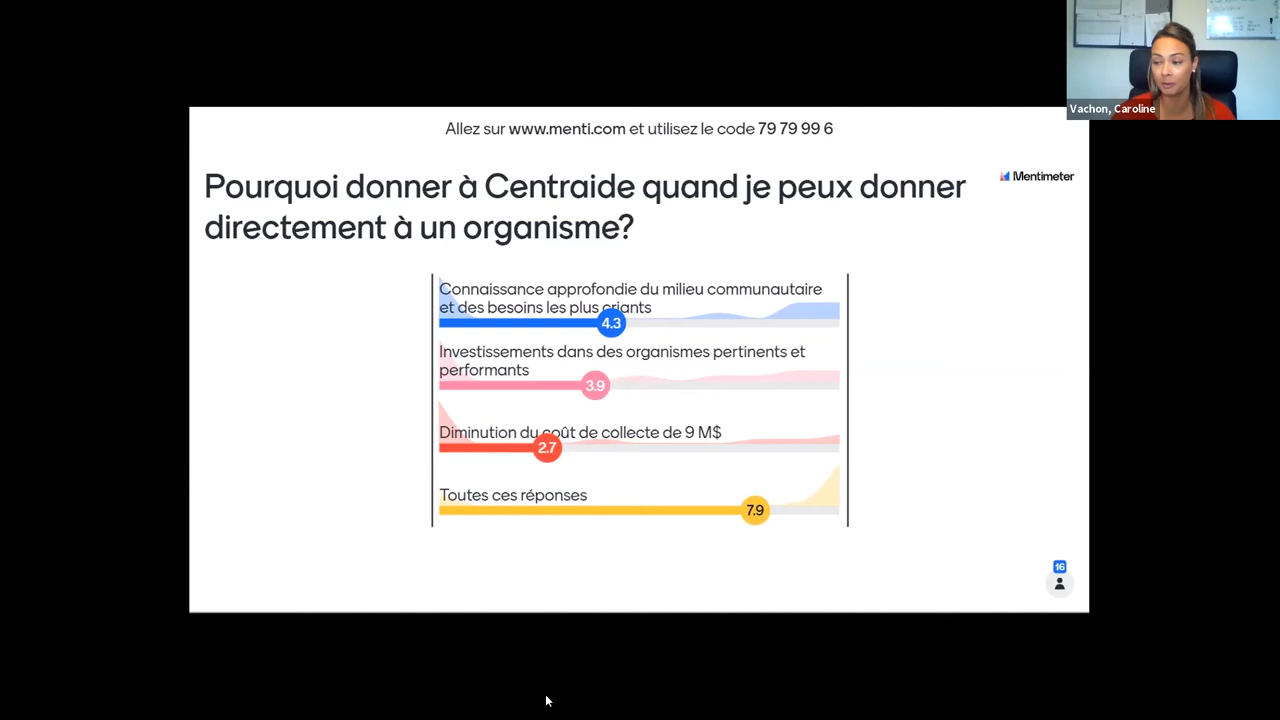 Vachon, Caroline
Allez sur www.menti.com et utilisez le code 79 79 99 6
Pourquoi donner à Centraide quand je peux donner
directement à un organisme?
Mentimeter
Connaissance approfondie du milieu communautaire
et des besoins les plus criants
4.3
Investissements dans des organismes pertinents et
performants
3.9
Diminution du coût de collecte de 9 M$
2.7
Toutes ces réponses
7.9
16